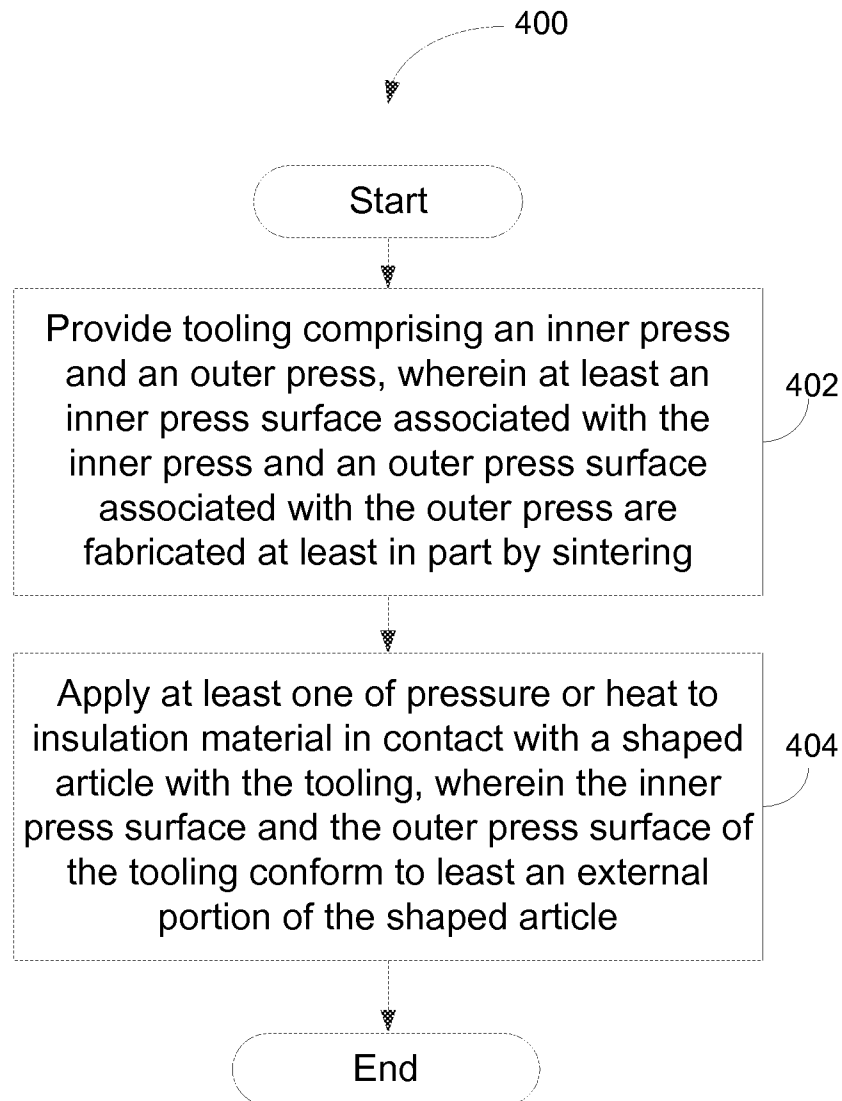 400
Start
Provide tooling comprising an inner press
and an outer press, wherein at least an
inner press surface associated with the
inner press and an outer press surface
associated with the outer press are
fabricated at least in part by sintering
402
Apply at least one of pressure or heat to
insulation material in contact with a shaped
article with the tooling, wherein the inner
press surface and the outer press surface of
the tooling conform to least an external
portion of the shaped article
404
End